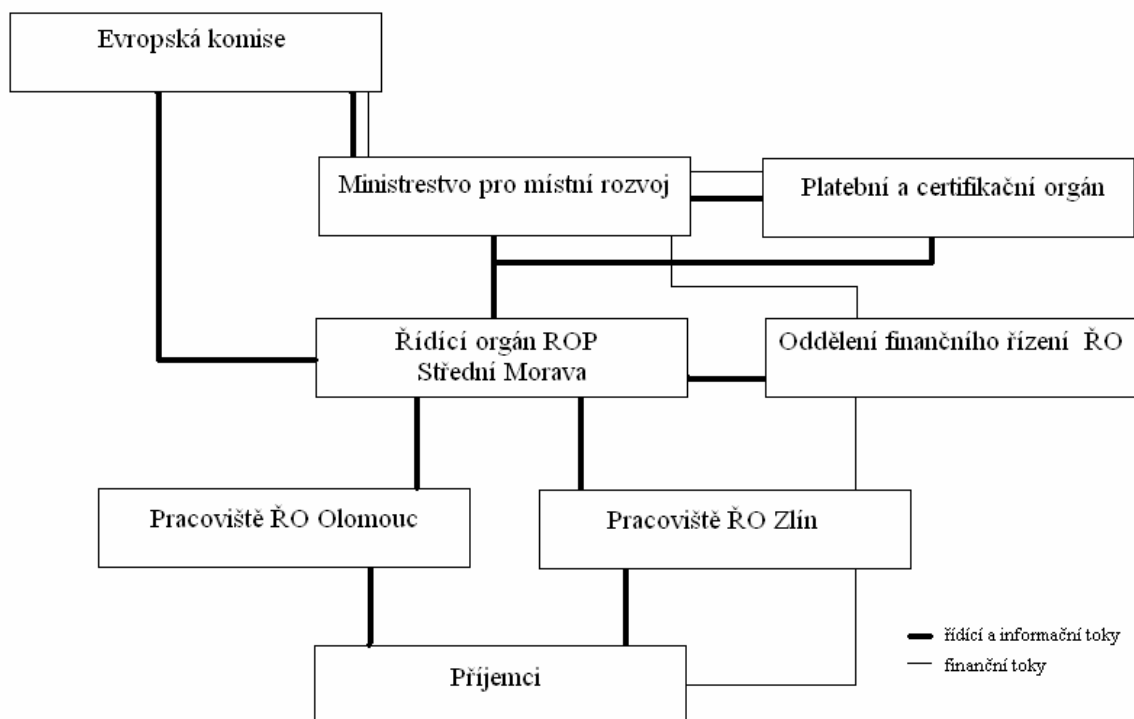 Evropská komise
Ministrestvo pro místní rozvoj
Platební a certifikační orgán
Řídící orgán ROP
Střední Morava
Oddělení finančního řízení ŘO
Pracoviště ŘO Olomouc
Pracoviště ŘO Zlín
Příjemci
řídící a informační toky
finanční toky